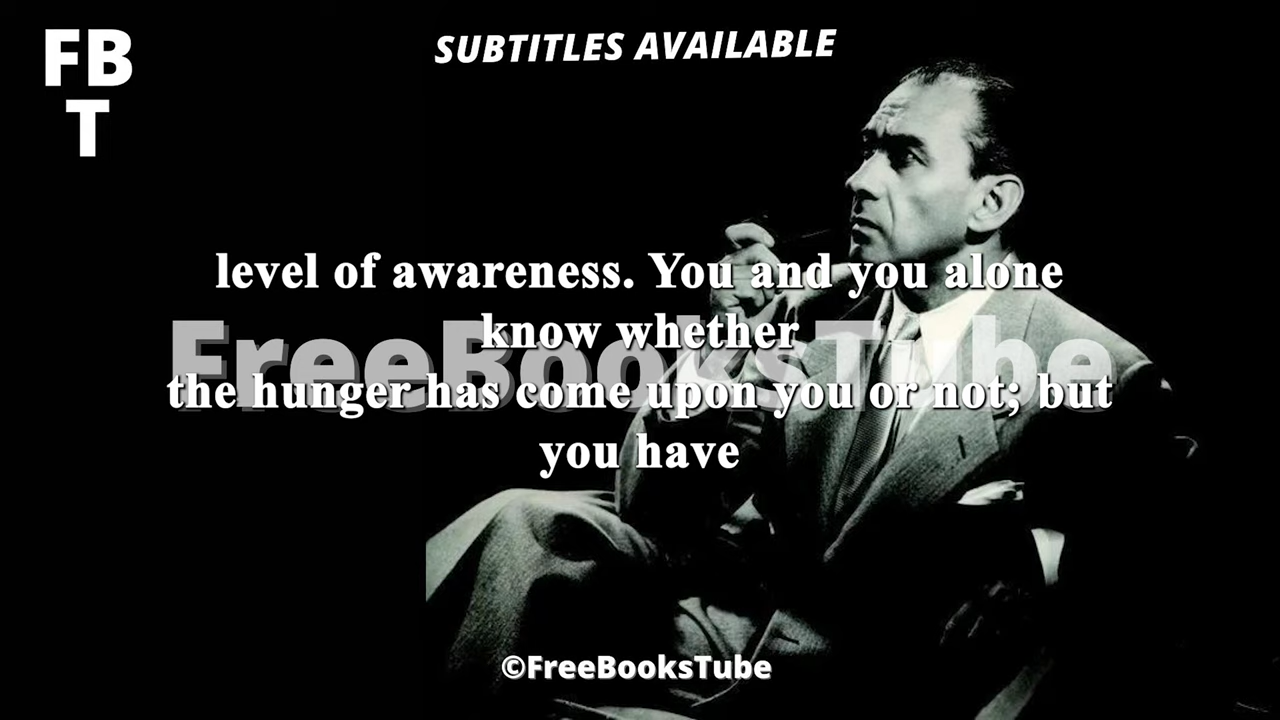 FB
T
SUBTITLES AVAILABLE
level of awareness. You and you alone
know whether
FreeBooksTube
the hunger has come upon you or not; but
you have
©FreeBooksTube